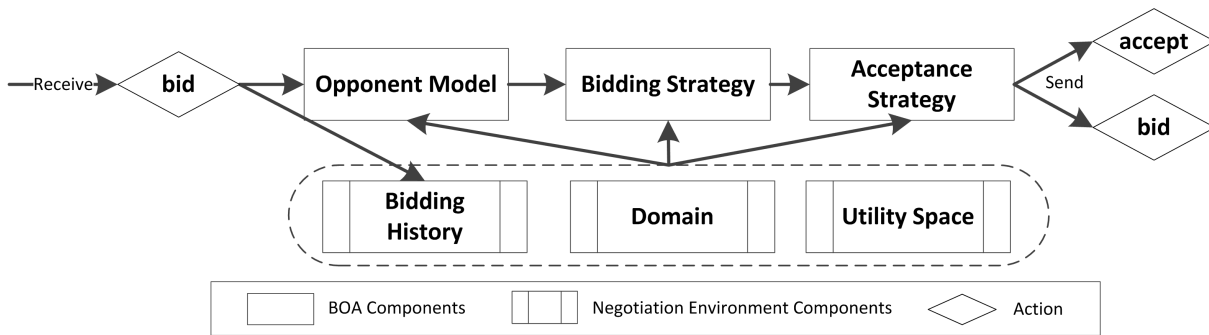 Receive
bid
Opponent Model
Bidding Strategy
Acceptance
Strategy
accept
Send
bid
Bidding
History
Domain
Utility Space
BOA Components
Negotiation Environment Components
Action